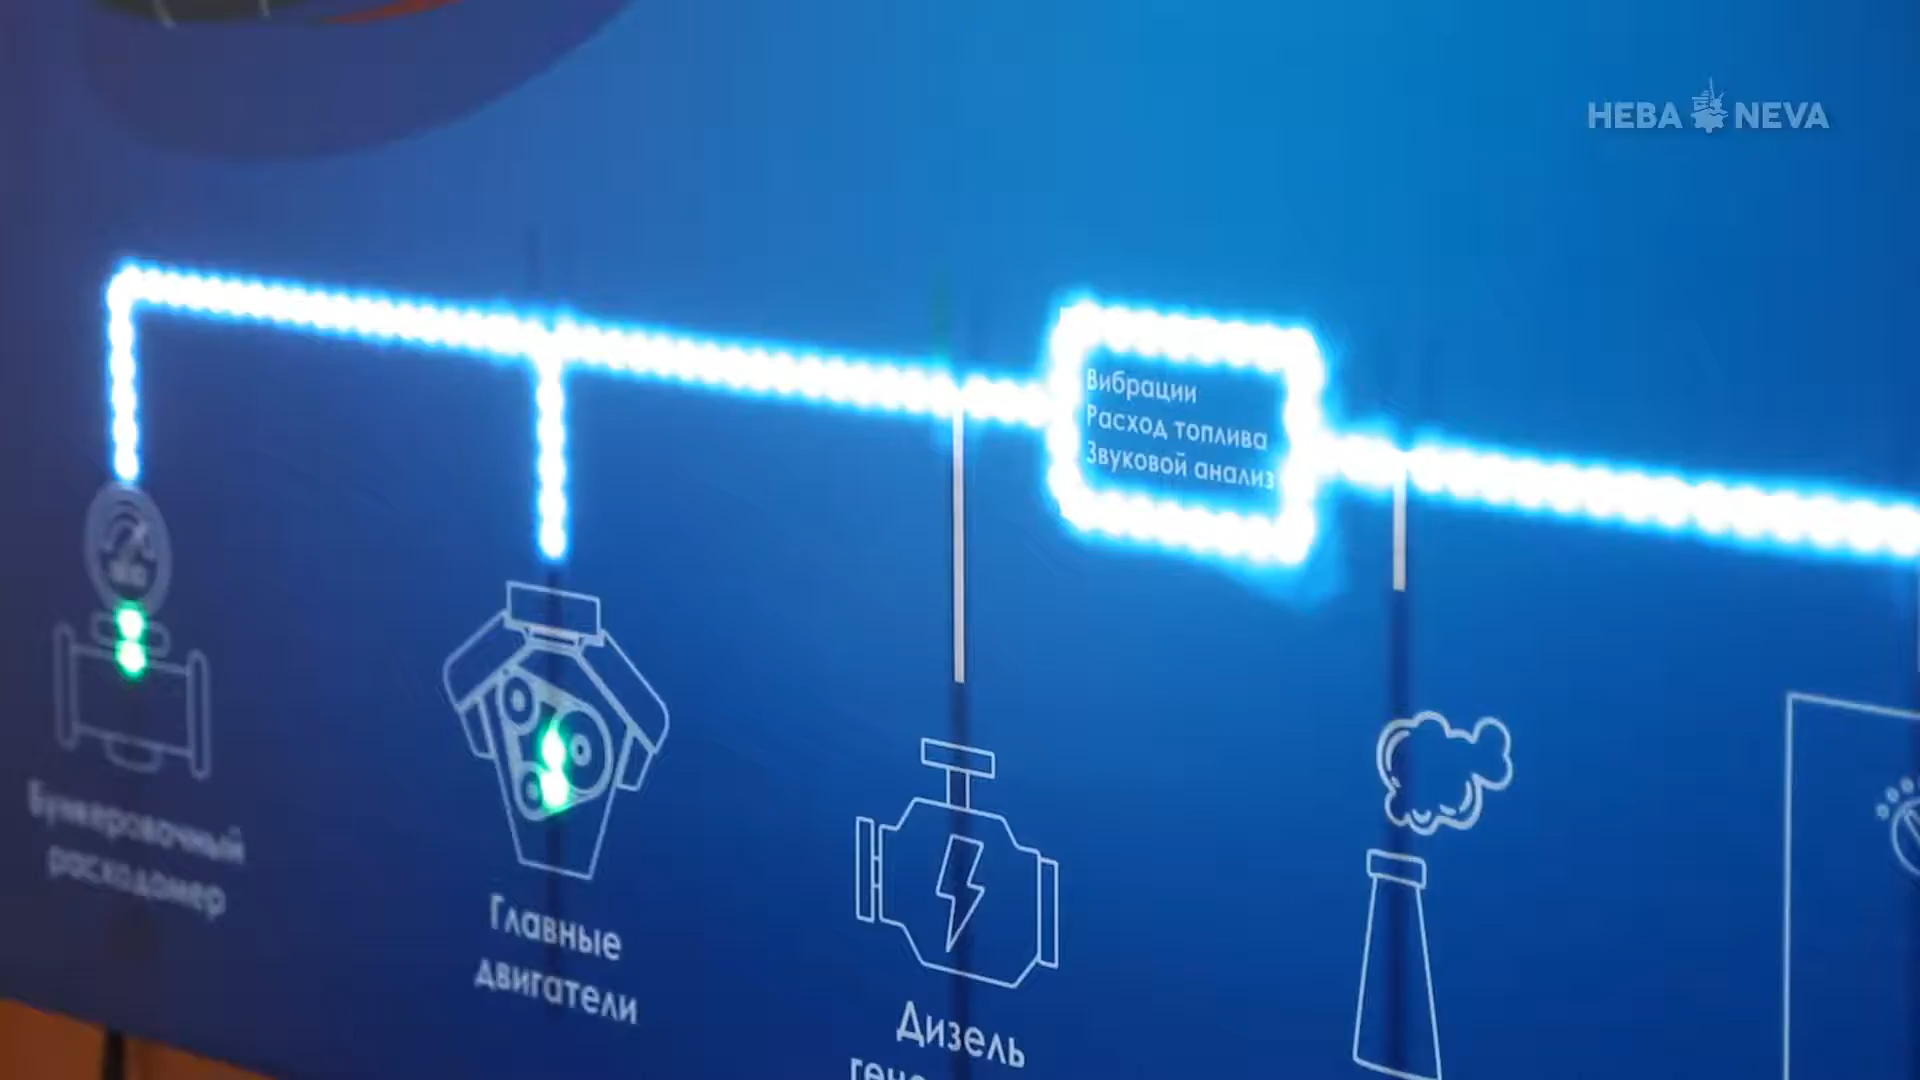 НЕВА NEVA
Вибрации
Расход топлива
Звуковой анализ
Бункеровочный
расходомер
Главные
двигатели
Дизель